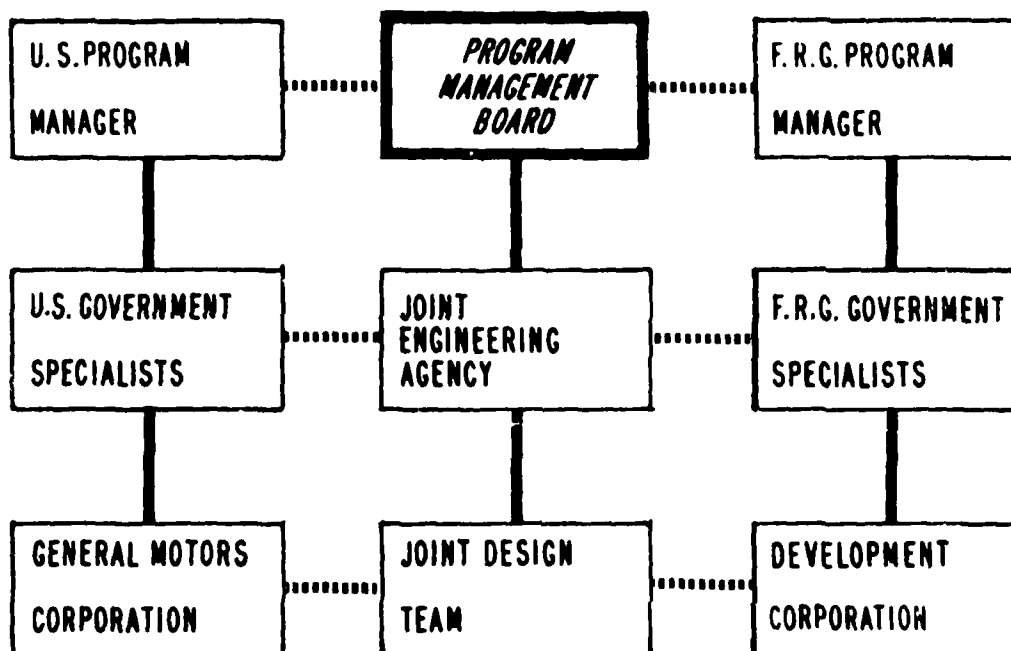 U.S. PROGRAM
MANAGER
PROGRAM
MANAGEMENT
BOARD
F.R.G. PROGRAM
MANAGER
U.S. GOVERNMENT
SPECIALISTS
JOINT
ENGINEERING
AGENCY
F.R.G. GOVERNMENT
SPECIALISTS
GENERAL MOTORS
CORPORATION
JOINT DESIGN
TEAM
DEVELOPMENT
CORPORATION